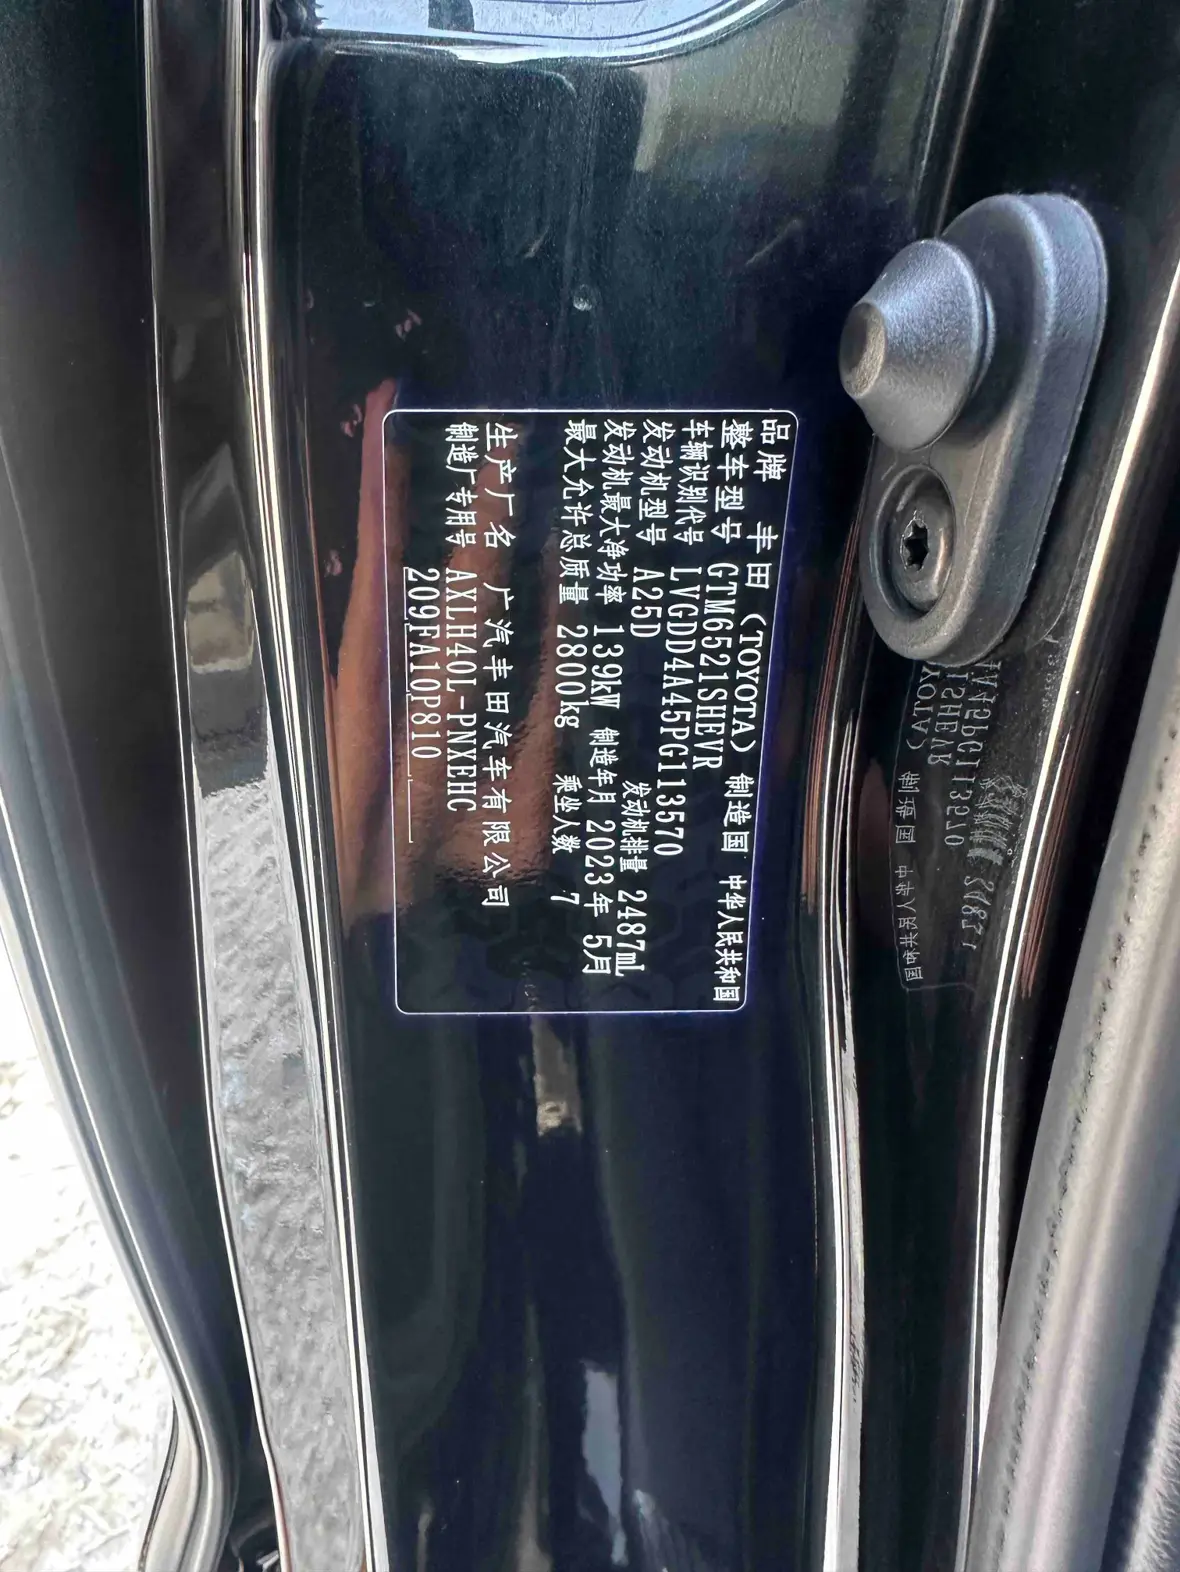 品牌 丰田(TOYOTA) 制造国 中华人民共和国
整车型号 GTM6521SHEVR
车辆识别代号 LVGDD4A45PG113570
发动机型号 A25D 发动机排量 2487mL
发动机最大净功率 139kW 制造年月 2023年 5月
最大允许总质量 2800kg 乘坐人数 7
生产厂名 广汽丰田汽车有限公司
制造厂专用号 AXLH40L-PNXEHC
209FA10P810